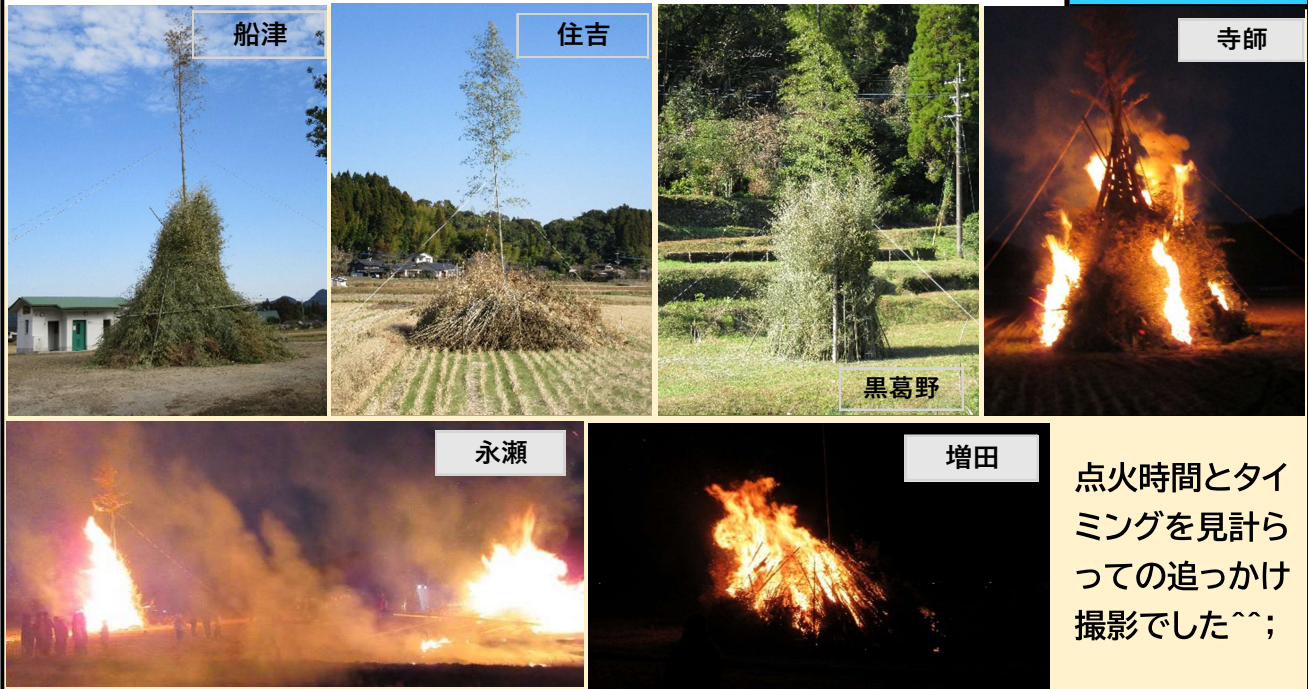 船津
住吉
黒葛野
寺師
永瀬
増田
点火時間とタイ
ミングを見計ら
っての追っかけ
撮影でした^^；